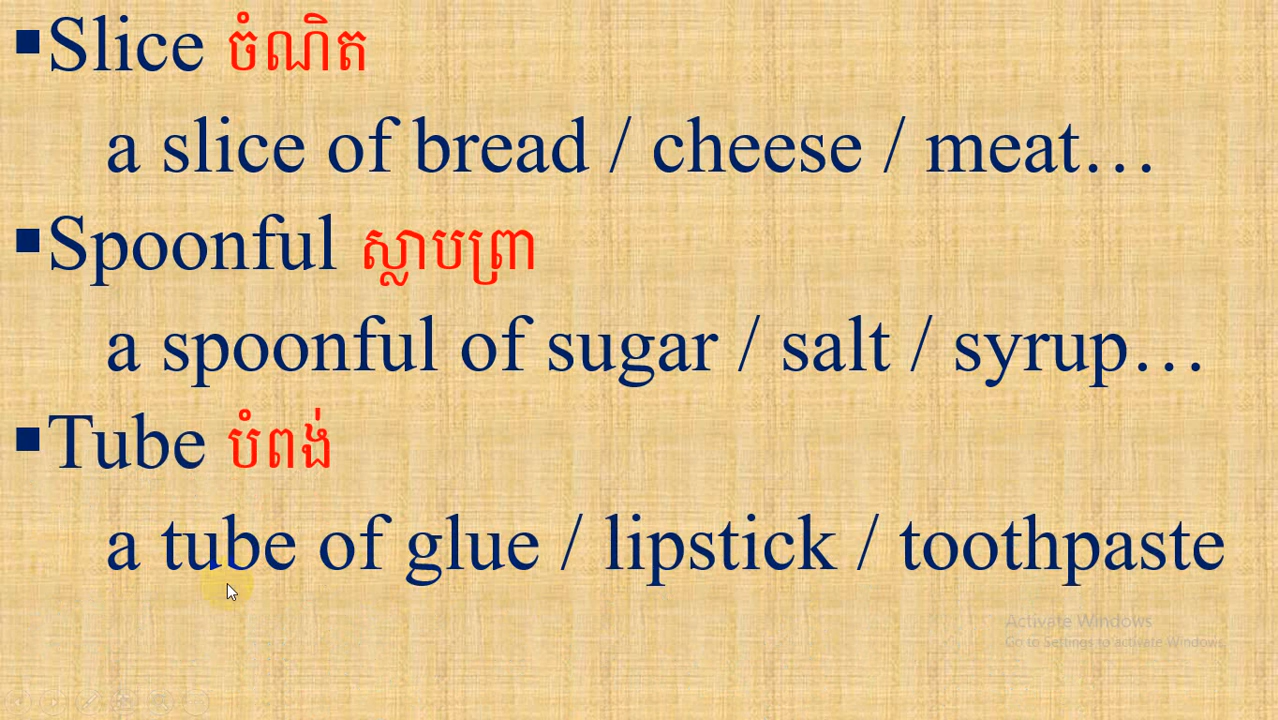 ▪Slice ចំណិត
a slice of bread / cheese / meat…
▪Spoonful ស្លាបព្រា
a spoonful of sugar / salt / syrup…
▪Tube បំពង់
a tube of glue / lipstick / toothpaste
Activate Windows
Go to Settings to activate Windows.